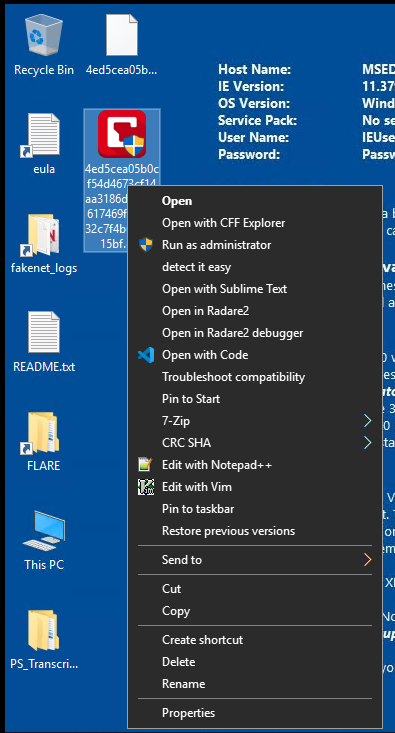 Recycle Bin
4ed5cea05b...
Host Name: MSED
IE Version: 11.379
OS Version: Wind
Service Pack: No se
User Name: IEUse
Password: Passw
eula
4ed5cea05b0c
f54d4673cf14
aa3186d
617469f
32c7f4b
15bf.
fakenet_logs
README.txt
FLARE
This PC
PS_Transcri...
Open
Open with CFF Explorer
Run as administrator
detect it easy
Open with Sublime Text
Open in Radare2
Open in Radare2 debugger
Open with Code
Troubleshoot compatibility
Pin to Start
7-Zip
CRC SHA
Edit with Notepad++
Edit with Vim
Pin to taskbar
Restore previous versions
Send to
Cut
Copy
Create shortcut
Delete
Rename
Properties